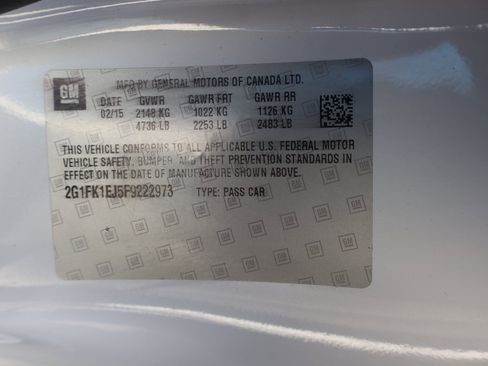 GM
MFD BY GENERAL MOTORS OF CANADA LTD.
DATE GVWR GAWR FRT GAWR RR
02/15 2148 KG 1022 KG 1126 KG
4736 LB 2253 LB 2483 LB
THIS VEHICLE CONFORMS TO ALL APPLICABLE U.S. FEDERAL MOTOR
VEHICLE SAFETY, BUMPER, AND THEFT PREVENTION STANDARDS IN
EFFECT ON THE DATE OF MANUFACTURE SHOWN ABOVE.
2G1FK1EJ5F9222973 TYPE: PASS CAR